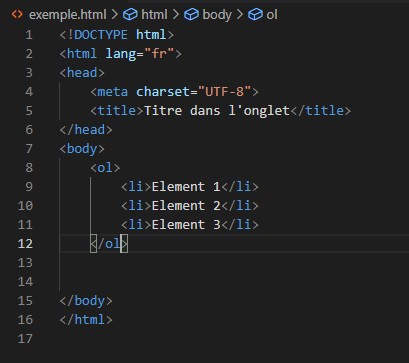 exemple.html > html > body > ol
1 <!DOCTYPE html>
2 <html lang="fr">
3 <head>
4 <meta charset="UTF-8">
5 <title>Titre dans l'onglet</title>
6 </head>
7 <body>
8 <ol>
9 <li>Element 1</li>
10 <li>Element 2</li>
11 <li>Element 3</li>
12 </ol>
13
14
15 </body>
16 </html>
17